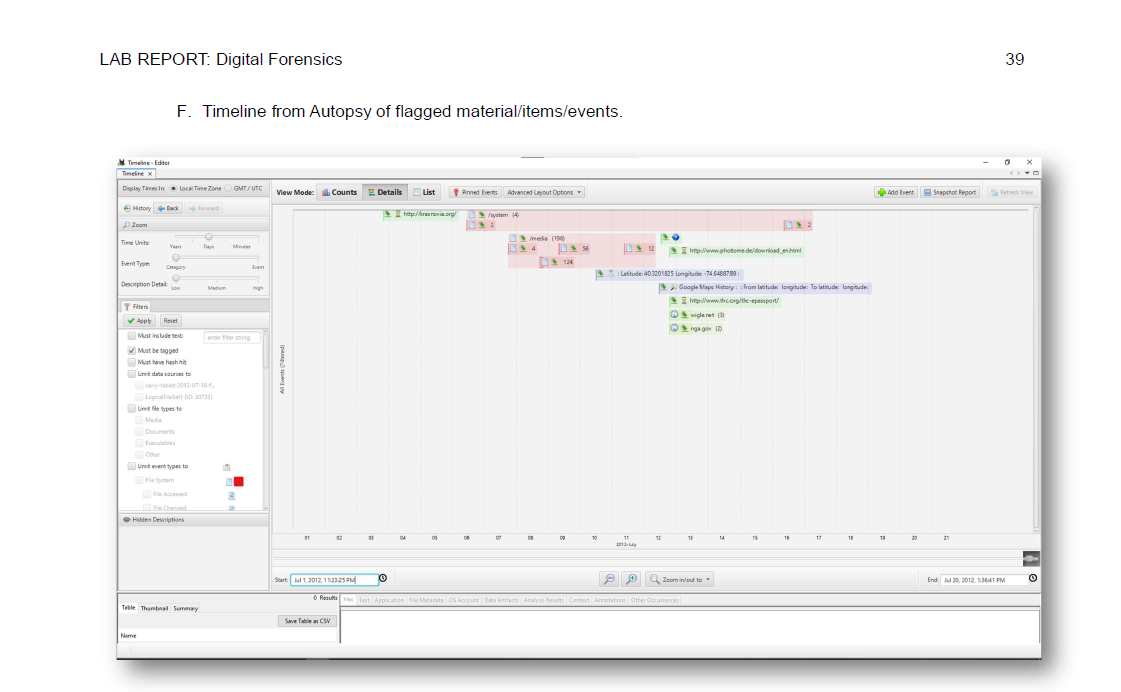 LAB REPORT: Digital Forensics 39
F. Timeline from Autopsy of flagged material/items/events.
Timeline - Editor
Timeline
Display Times In: Local Time Zone GMT / UTC
View Mode: Counts Details List Pinned Events Advanced Layout Options Add Event Snapshot Report Refresh View
History Back Forward
http://krasnovia.org/ /system (4)
Zoom
2 2
Time Units: Years Days Minutes
/media (196)
4 56 12
http://www.phottome.de/download_en.html
124
Event Type: Category Event
: Latitude: 40.3201825 Longitude: -74.6488789 :
Description Detail: Low Medium High
Google Maps History : : From latitude: longitude: To latitude: longitude:
http://www.thc.org/thc-epassport/
wigle.net (3)
nga.gov (2)
Filters
Apply Reset
Must include text: enter filter string
Must be tagged
Must have hash hit
Limit data sources to
LogicalFileSet1 (ID: 30733)
Limit file types to
Media
Documents
Executables
Other
Limit event types to
File System
File Accessed
File Changed
Hidden Descriptions
All Events (Filtered)
01 02 03 04 05 06 07 08 09 10 11 12 13 14 15 16 17 18 19 20 21
2012-July
Start: Jul 1, 2012, 11:23:25 PM Zoom in/out to End: Jul 20, 2012, 1:36:41 PM
0 Results
Hex Text Application File Metadata OS Account Data Artifacts Analysis Results Context Annotations Other Occurrences
Table Thumbnail Summary
Save Table as CSV
Name